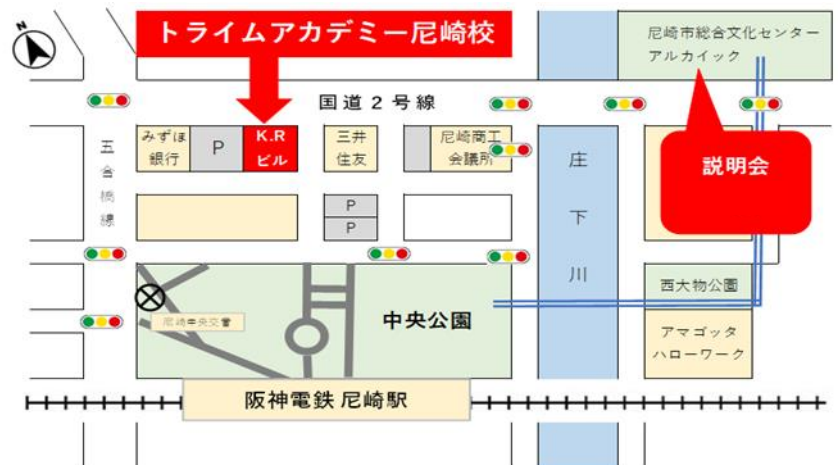 N
トライムアカデミー尼崎校
尼崎市総合文化センター
アルカイック
国道2号線
みずほ
銀行
P
K.R
ビル
三井
住友
尼崎商工
会議所
説明会
五合橋線
庄下川
P
P
西大物公園
中央公園
尼崎中央交番
アマゴッタ
ハローワーク
阪神電鉄 尼崎駅